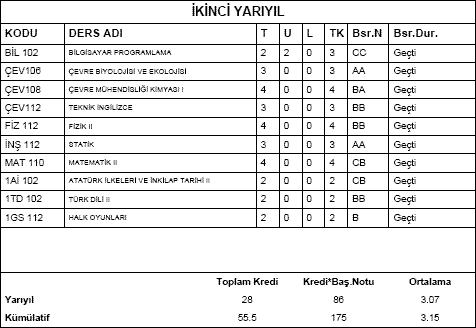 İKİNCİ YARIYIL
KODU DERS ADI T U L TK Bsr.N Bsr.Dur.
BİL 102 BİLGİSAYAR PROGRAMLAMA 2 2 0 3 CC Geçti
ÇEV106 ÇEVRE BİYOLOJİSİ VE EKOLOJİSİ 3 0 0 3 AA Geçti
ÇEV108 ÇEVRE MÜHENDİSLİĞİ KİMYASI I 4 0 0 4 BA Geçti
ÇEV112 TEKNİK İNGİLİZCE 3 0 0 3 BB Geçti
FİZ 112 FİZİK II 4 0 0 4 BB Geçti
İNŞ 112 STATİK 3 0 0 3 AA Geçti
MAT 110 MATEMATİK II 4 0 0 4 CB Geçti
1Aİ 102 ATATÜRK İLKELERİ VE İNKİLAP TARİHİ II 2 0 0 2 CB Geçti
1TD 102 TÜRK DİLİ II 2 0 0 2 BB Geçti
1GS 112 HALK OYUNLARI 2 0 0 2 B Geçti
Toplam Kredi Kredi*Baş.Notu Ortalama
Yarıyıl 28 86 3.07
Kümülatif 55.5 175 3.15